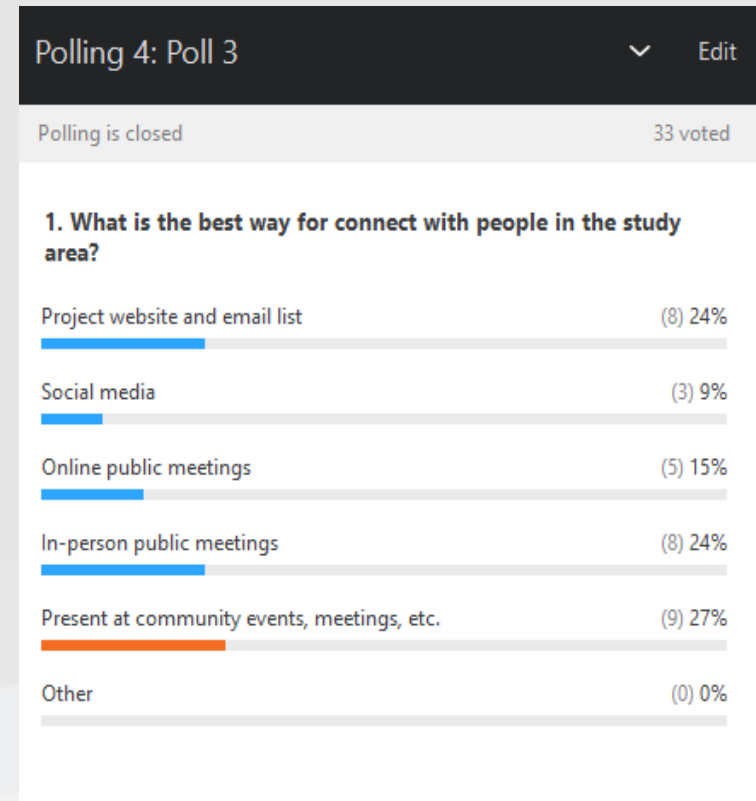 Polling 4: Poll 3 Edit
Polling is closed 33 voted
1. What is the best way for connect with people in the study
area?
Project website and email list (8) 24%
Social media (3) 9%
Online public meetings (5) 15%
In-person public meetings (8) 24%
Present at community events, meetings, etc. (9) 27%
Other (0) 0%